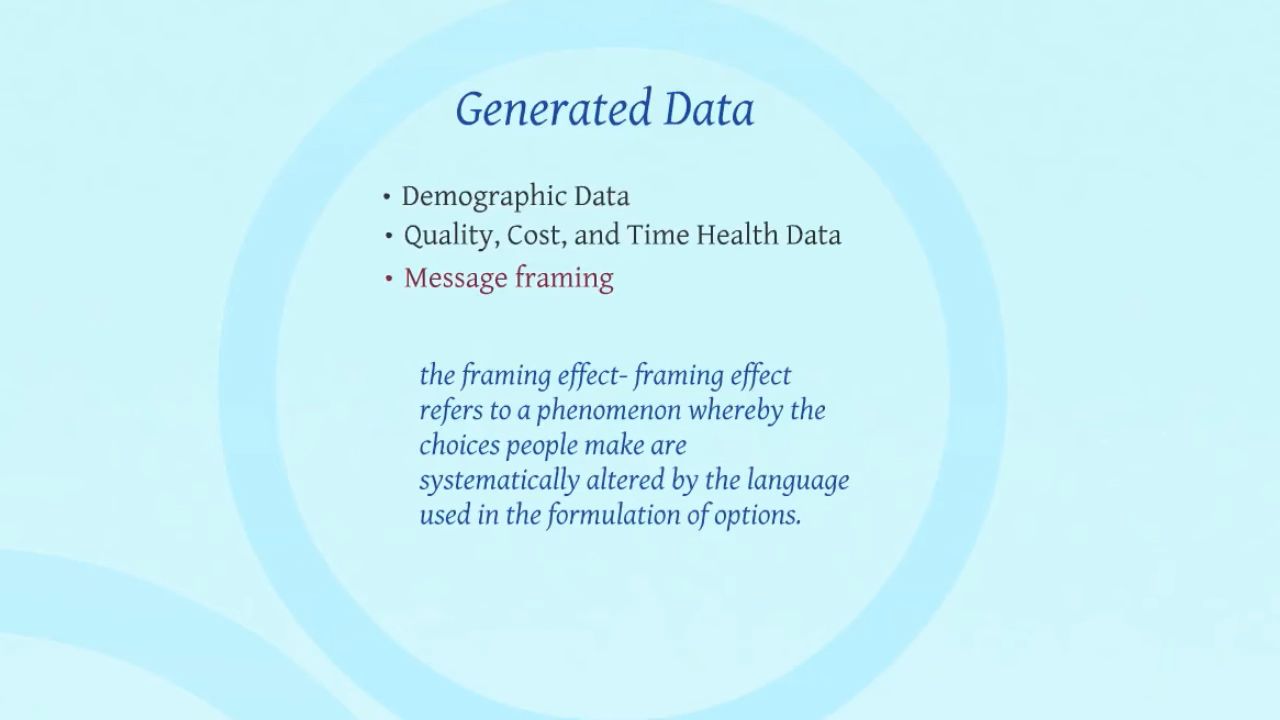 Generated Data
• Demographic Data
• Quality, Cost, and Time Health Data
• Message framing
the framing effect- framing effect
refers to a phenomenon whereby the
choices people make are
systematically altered by the language
used in the formulation of options.